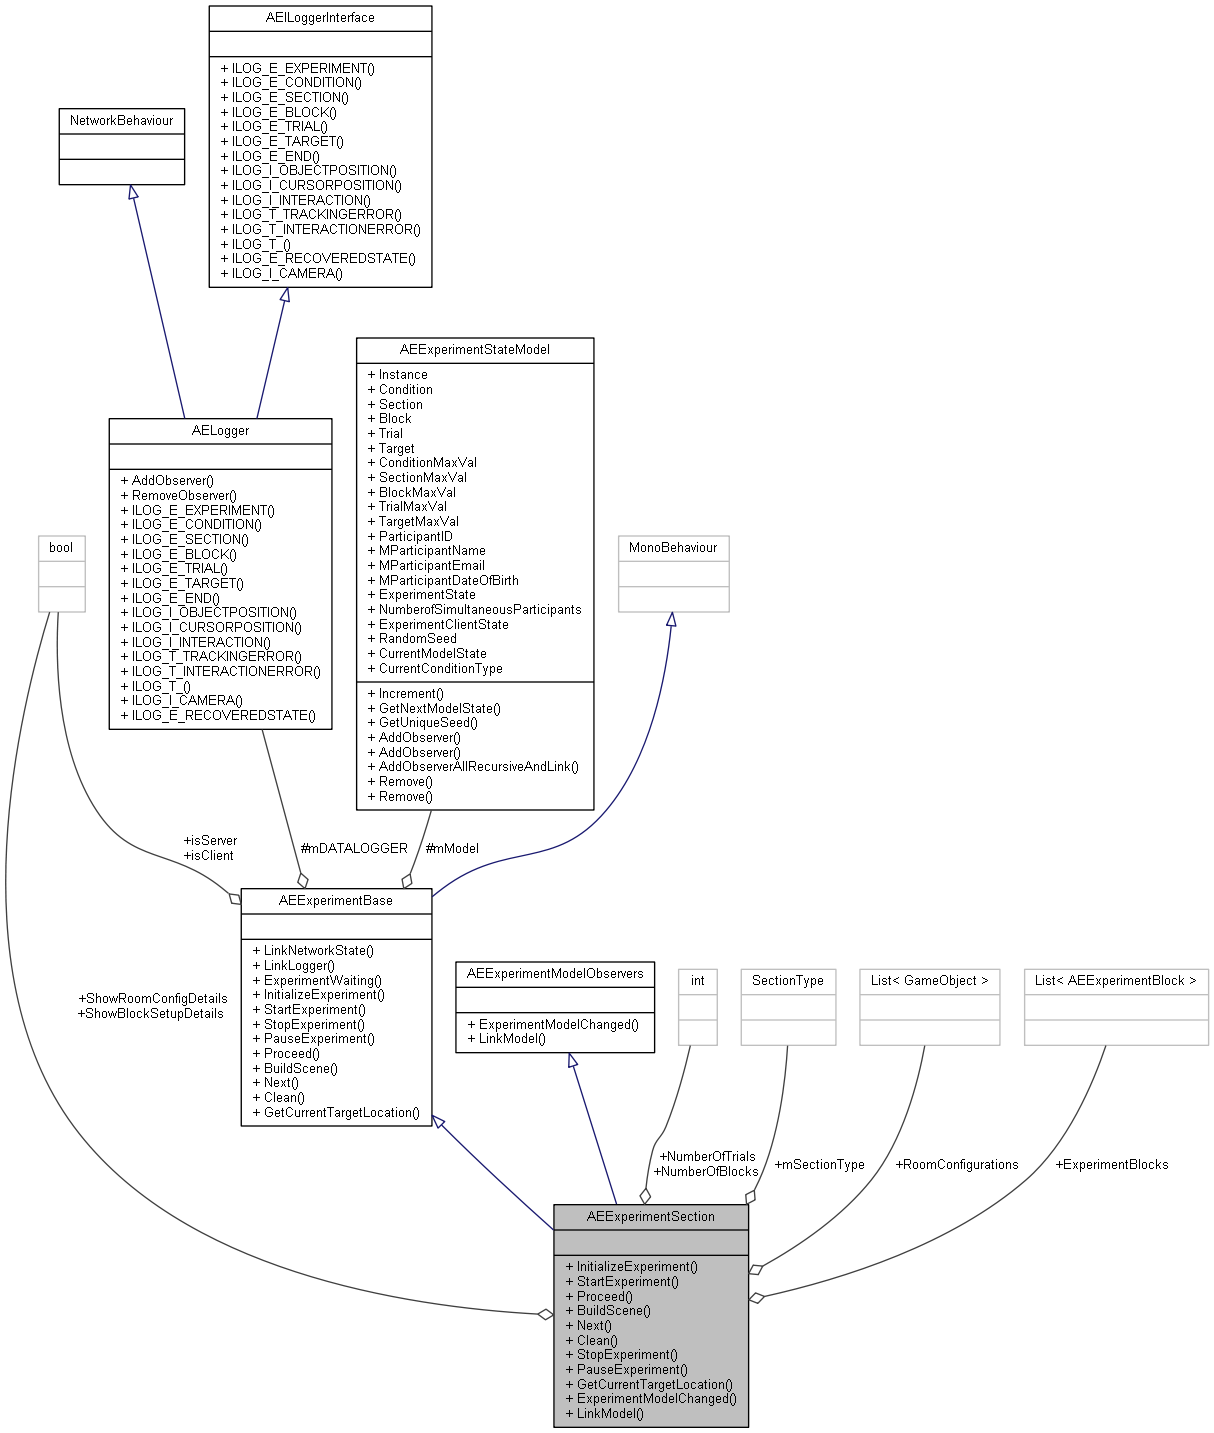 AEILoggerInterface
+ ILOG_E_EXPERIMENT()
+ ILOG_E_CONDITION()
+ ILOG_E_SECTION()
+ ILOG_E_BLOCK()
+ ILOG_E_TRIAL()
+ ILOG_E_TARGET()
+ ILOG_E_END()
+ ILOG_I_OBJECTPOSITION()
+ ILOG_I_CURSORPOSITION()
+ ILOG_I_INTERACTION()
+ ILOG_T_TRACKINGERROR()
+ ILOG_T_INTERACTIONERROR()
+ ILOG_T_()
+ ILOG_E_RECOVEREDSTATE()
+ ILOG_I_CAMERA()
NetworkBehaviour
AEExperimentStateModel
+ Instance
+ Condition
+ Section
+ Block
+ Trial
+ Target
+ ConditionMaxVal
+ SectionMaxVal
+ BlockMaxVal
+ TrialMaxVal
+ TargetMaxVal
+ ParticipantID
+ MParticipantName
+ MParticipantEmail
+ MParticipantDateOfBirth
+ ExperimentState
+ NumberofSimultaneousParticipants
+ ExperimentClientState
+ RandomSeed
+ CurrentModelState
+ CurrentConditionType
+ Increment()
+ GetNextModelState()
+ GetUniqueSeed()
+ AddObserver()
+ AddObserver()
+ AddObserverAllRecursiveAndLink()
+ Remove()
+ Remove()
AELogger
+ AddObserver()
+ RemoveObserver()
+ ILOG_E_EXPERIMENT()
+ ILOG_E_CONDITION()
+ ILOG_E_SECTION()
+ ILOG_E_BLOCK()
+ ILOG_E_TRIAL()
+ ILOG_E_TARGET()
+ ILOG_E_END()
+ ILOG_I_OBJECTPOSITION()
+ ILOG_I_CURSORPOSITION()
+ ILOG_I_INTERACTION()
+ ILOG_T_TRACKINGERROR()
+ ILOG_T_INTERACTIONERROR()
+ ILOG_T_()
+ ILOG_I_CAMERA()
+ ILOG_E_RECOVEREDSTATE()
bool
MonoBehaviour
+isServer
+isClient
#mDATALOGGER
#mModel
AEExperimentBase
+ LinkNetworkState()
+ LinkLogger()
+ ExperimentWaiting()
+ InitializeExperiment()
+ StartExperiment()
+ StopExperiment()
+ PauseExperiment()
+ Proceed()
+ BuildScene()
+ Next()
+ Clean()
+ GetCurrentTargetLocation()
+ShowRoomConfigDetails
+ShowBlockSetupDetails
AEExperimentModelObservers
+ ExperimentModelChanged()
+ LinkModel()
int
SectionType
List< GameObject >
List< AEExperimentBlock >
+NumberOfTrials
+NumberOfBlocks
+mSectionType
+RoomConfigurations
+ExperimentBlocks
AEExperimentSection
+ InitializeExperiment()
+ StartExperiment()
+ Proceed()
+ BuildScene()
+ Next()
+ Clean()
+ StopExperiment()
+ PauseExperiment()
+ GetCurrentTargetLocation()
+ ExperimentModelChanged()
+ LinkModel()